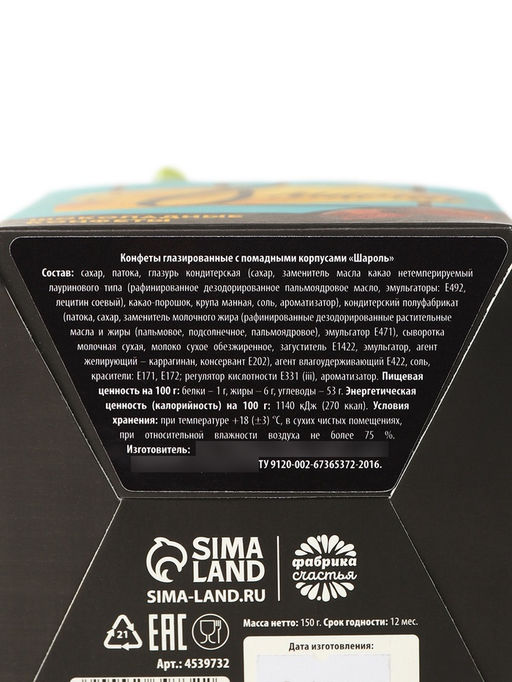 Конфеты глазированные с помадными корпусами «Шароль»
Состав: сахар, патока, глазурь кондитерская (сахар, заменитель масла какао нетемперируемый
лауринового типа (рафинированное дезодорированное пальмоядровое масло, эмульгаторы: Е492,
лецитин соевый), какао-порошок, крупа манная, соль, ароматизатор), кондитерский полуфабрикат
(патока, сахар, заменитель молочного жира (рафинированные дезодорированные растительные
масла и жиры (пальмовое, подсолнечное, пальмоядровое), эмульгатор Е471), сыворотка
молочная сухая, молоко сухое обезжиренное, загуститель Е1422, эмульгатор, агент
желирующий – каррагинан, консервант Е202), агент влагоудерживающий Е422, соль,
красители: Е171, Е172; регулятор кислотности Е331 (iii), ароматизатор. Пищевая
ценность на 100 г: белки – 1 г, жиры – 6 г, углеводы – 53 г. Энергетическая
ценность (калорийность) на 100 г: 1140 кДж (270 ккал). Условия
хранения: при температуре +18 (±3) °С, в сухих чистых помещениях,
при относительной влажности воздуха не более 75 %.
Изготовитель:
ТУ 9120-002-67365372-2016.
SIMA
LAND
SIMA-LAND.RU
фабрика
счастья
21
EAC
Масса нетто: 150 г. Срок годности: 12 мес.
Дата изготовления:
Арт.: 4539732